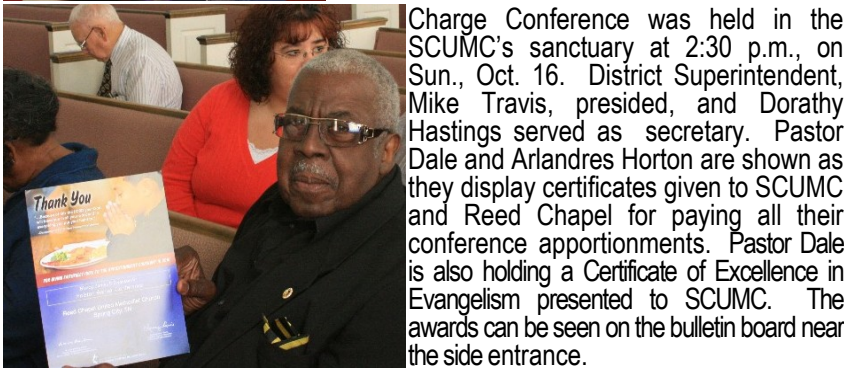 Charge Conference was held in the
SCUMC's sanctuary at 2:30 p.m., on
Sun., Oct. 16. District Superintendent,
Mike Travis, presided, and Dorathy
Hastings served as secretary. Pastor
Dale and Arlandres Horton are shown as
they display certificates given to SCUMC
and Reed Chapel for paying all their
conference apportionments. Pastor Dale
is also holding a Certificate of Excellence in
Evangelism presented to SCUMC. The
awards can be seen on the bulletin board near
the side entrance.
Thank You
Reed Chapel United Methodist Church
Spring City TN